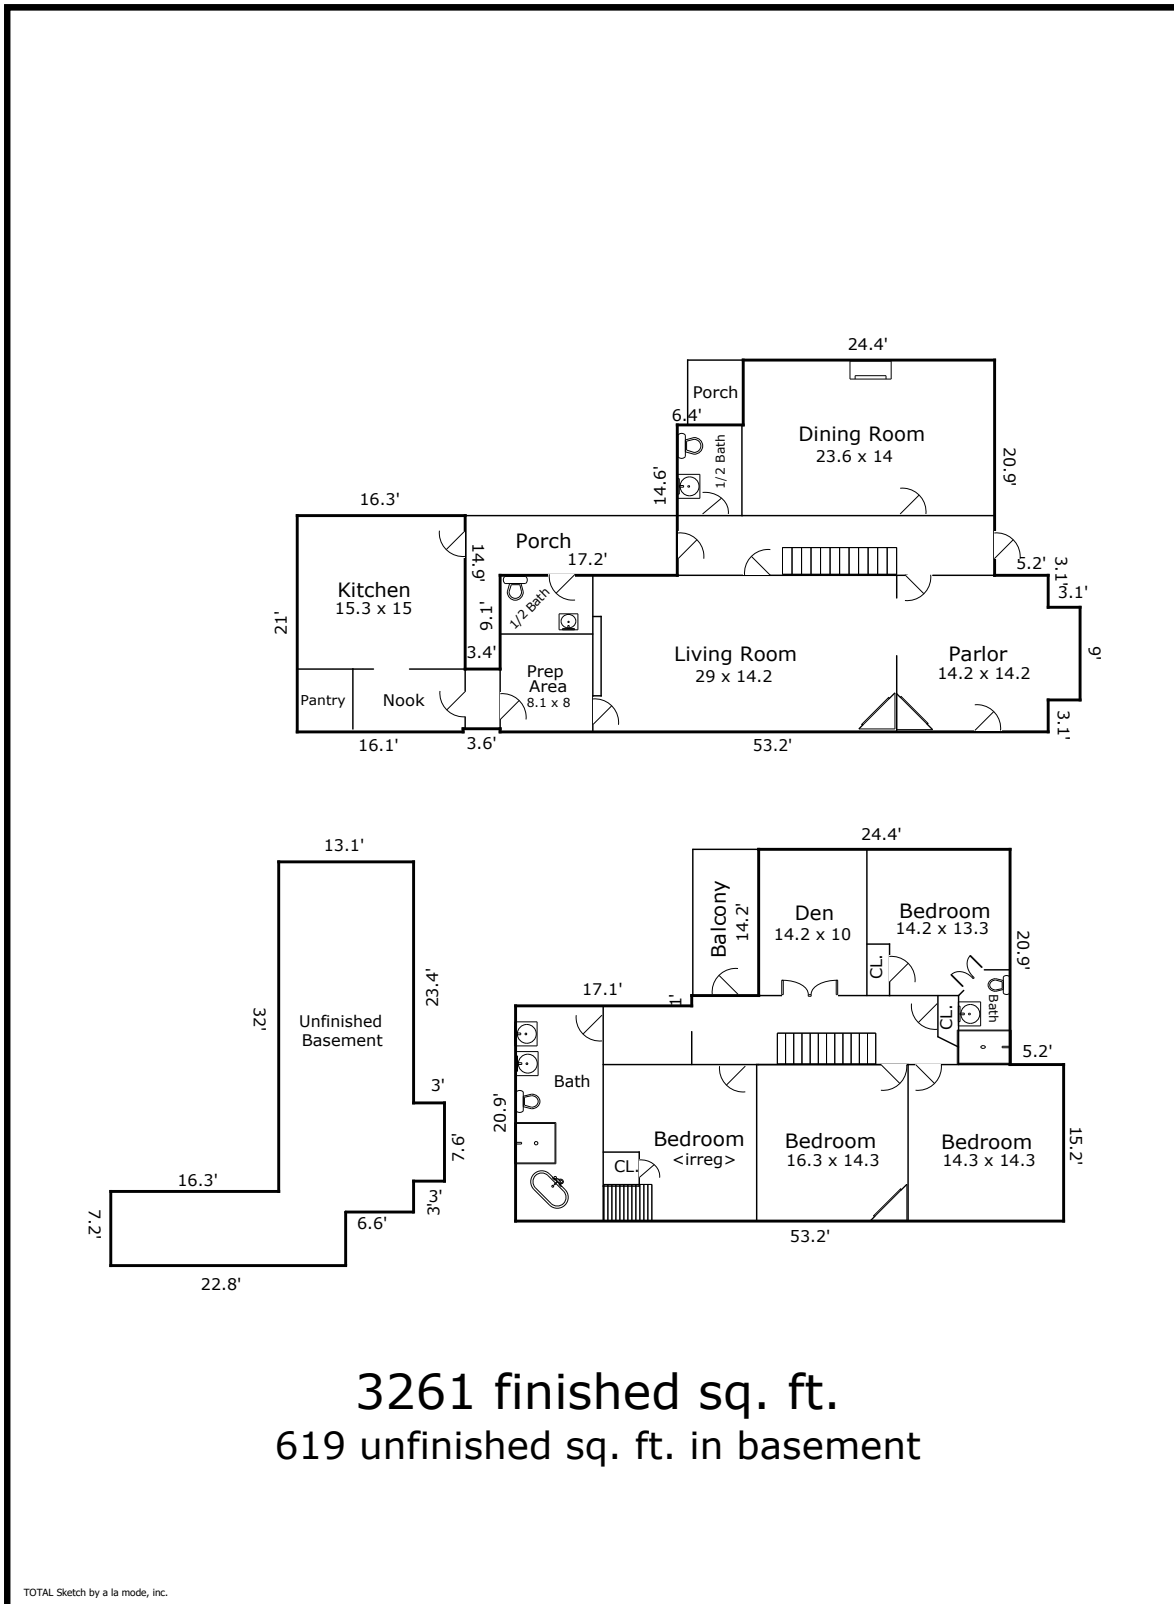 24.4'
Porch
6.4'
Dining Room
23.6 x 14
1/2 Bath
14.6'
20.9'
16.3'
Porch
17.2'
14.9'
5.2'
3.1'
3.1'
Kitchen
15.3 x 15
1/2 Bath
9.1'
21'
3.4'
Living Room
29 x 14.2
Parlor
14.2 x 14.2
9'
Prep
Area
8.1 x 8
Pantry
Nook
3.1'
16.1'
3.6'
53.2'
13.1'
23.4'
32'
Unfinished
Basement
3'
7.6'
16.3'
3'
3'
7.2'
6.6'
22.8'
24.4'
Balcony
14.2'
Den
14.2 x 10
Bedroom
14.2 x 13.3
20.9'
CL.
17.1'
1'
CL.
Bath
5.2'
Bath
20.9'
Bedroom
<irreg>
Bedroom
16.3 x 14.3
Bedroom
14.3 x 14.3
15.2'
CL.
53.2'
3261 finished sq. ft.
619 unfinished sq. ft. in basement
TOTAL Sketch by a la mode, inc.